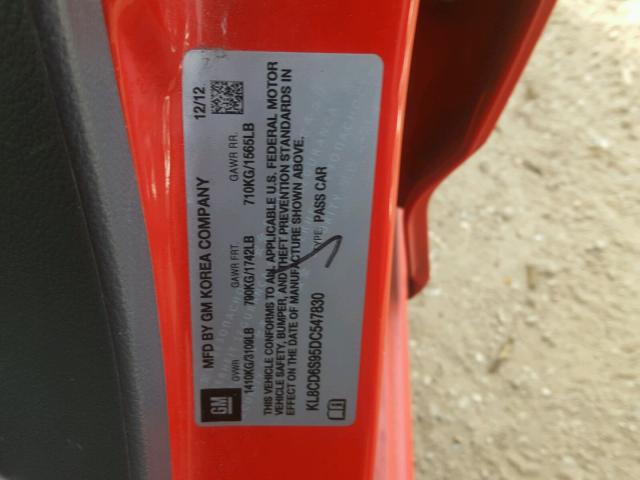 GM
MFD BY GM KOREA COMPANY
12/12
GVWR GAWR FRT GAWR RR.
1410KG/3109LB 790KG/1742LB 710KG/1565LB
THIS VEHICLE CONFORMS TO ALL APPLICABLE U.S. FEDERAL MOTOR
VEHICLE SAFETY, BUMPER, AND THEFT PREVENTION STANDARDS IN
EFFECT ON THE DATE OF MANUFACTURE SHOWN ABOVE.
KL8CD6S95DC547830 TYPE: PASS CAR